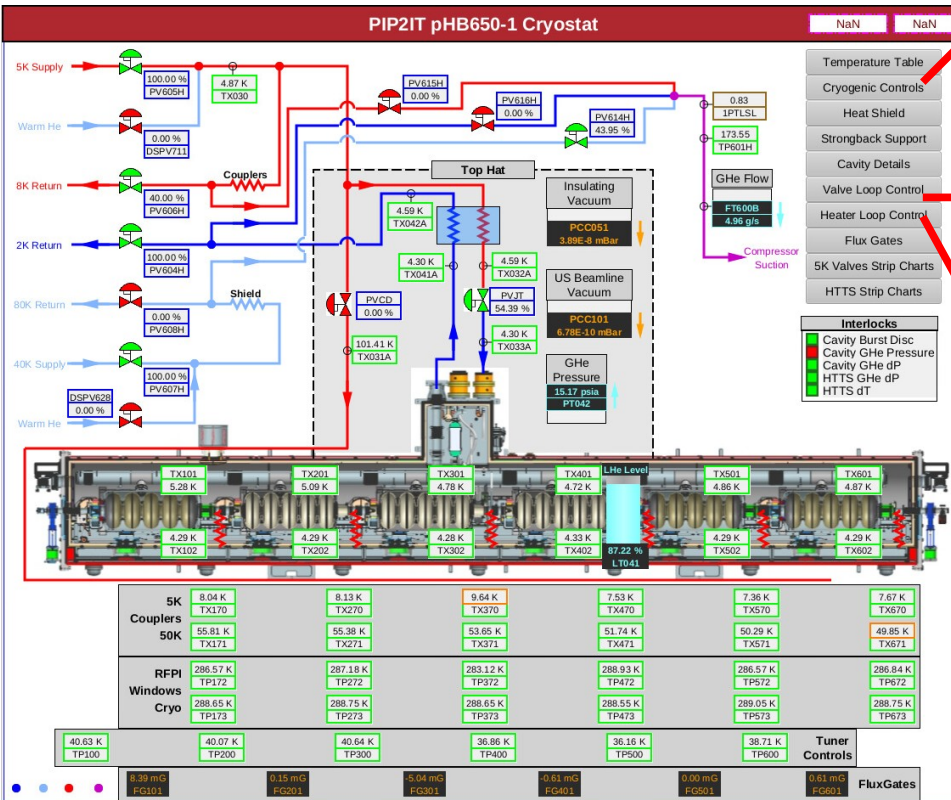 PIP2IT pHB650-1 Cryostat
NaN
NaN
5K Supply
100.00 %
PV605H
4.87 K
TX030
Warm He
0.00 %
DSPV711
8K Return
40.00 %
PV606H
Couplers
2K Return
100.00 %
PV604H
80K Return
0.00 %
PV608H
Shield
40K Supply
100.00 %
PV607H
DSPV628
0.00 %
Warm He
PV615H
0.00 %
PV616H
0.00 %
PV614H
43.95 %
0.83
1PTLSL
173.55
TP601H
GHe Flow
FT600B
4.96 g/s
Compressor
Suction
Top Hat
4.59 K
TX042A
4.30 K
TX041A
4.59 K
TX032A
PVCD
0.00 %
PVJT
54.39 %
101.41 K
TX031A
4.30 K
TX033A
Insulating
Vacuum
PCC051
3.89E-8 mBar
US Beamline
Vacuum
PCC101
6.78E-10 mBar
GHe
Pressure
15.17 psia
PT042
Temperature Table
Cryogenic Controls
Heat Shield
Strongback Support
Cavity Details
Valve Loop Control
Heater Loop Control
Flux Gates
5K Valves Strip Charts
HTTS Strip Charts
Interlocks
Cavity Burst Disc
Cavity GHe Pressure
Cavity GHe dP
HTTS GHe dP
HTTS dT
TX101
5.28 K
TX201
5.09 K
TX301
4.78 K
TX401
4.72 K
LHe Level
TX501
4.86 K
TX601
4.87 K
4.29 K
TX102
4.29 K
TX202
4.28 K
TX302
4.33 K
TX402
87.22 %
LT041
4.29 K
TX502
4.29 K
TX602
5K
Couplers
50K
8.04 K
TX170
8.13 K
TX270
9.64 K
TX370
7.53 K
TX470
7.36 K
TX570
7.67 K
TX670
55.81 K
TX171
55.38 K
TX271
53.65 K
TX371
51.74 K
TX471
50.29 K
TX571
49.85 K
TX671
RFPI
Windows
Cryo
286.57 K
TP172
287.18 K
TP272
283.12 K
TP372
288.93 K
TP472
286.57 K
TP572
286.84 K
TP672
288.65 K
TP173
288.75 K
TP273
288.65 K
TP373
288.55 K
TP473
289.05 K
TP573
288.75 K
TP673
40.63 K
TP100
40.07 K
TP200
40.64 K
TP300
36.86 K
TP400
36.16 K
TP500
38.71 K
TP600
Tuner
Controls
8.39 mG
FG101
0.15 mG
FG201
-5.04 mG
FG301
-0.61 mG
FG401
0.00 mG
FG501
0.61 mG
FG601
FluxGates